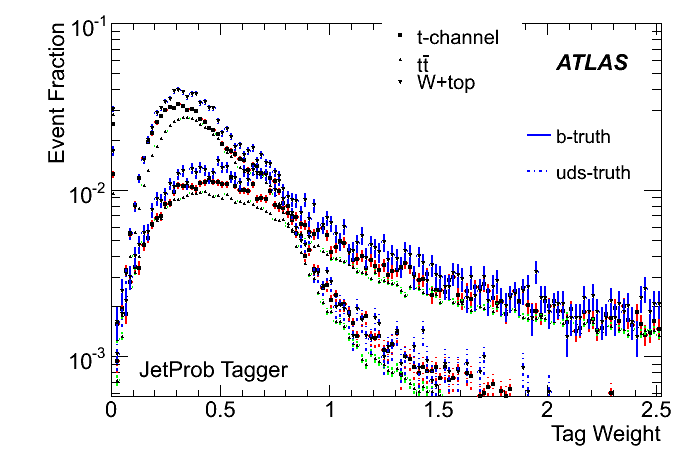 10⁻¹
10⁻²
10⁻³
Event Fraction
t-channel
tt̄
W+top
ATLAS
b-truth
uds-truth
JetProb Tagger
0 0.5 1 1.5 2 2.5
Tag Weight